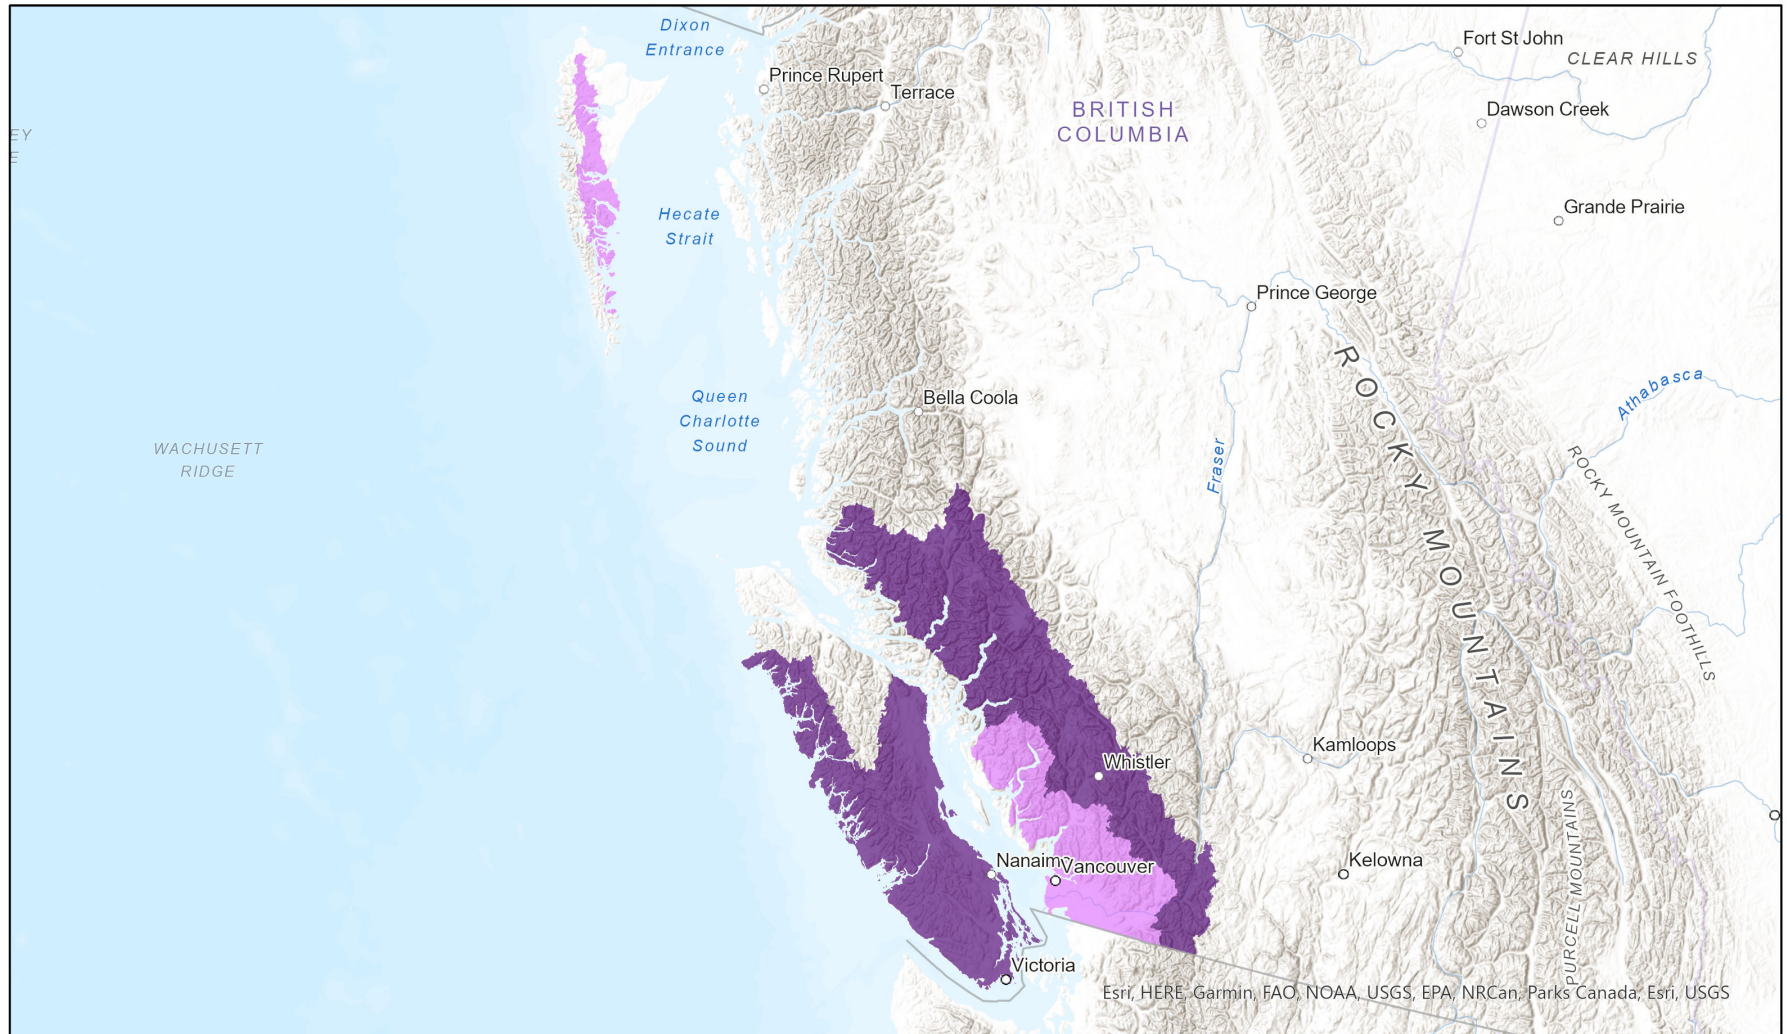 Dixon
Entrance
Prince Rupert
Terrace
BRITISH
COLUMBIA
Fort St John
CLEAR HILLS
Dawson Creek
EY
E
Grande Prairie
Hecate
Strait
Prince George
ROCKY MOUNTAINS
Athabasca
Queen
Charlotte
Sound
Bella Coola
Fraser
WACHUSETT
RIDGE
ROCKY MOUNTAIN FOOTHILLS
Whistler
Kamloops
PURCELL MOUNTAINS
Nanaimo
Vancouver
Kelowna
Victoria
Esri, HERE, Garmin, FAO, NOAA, USGS, EPA, NRCan, Parks Canada, Esri, USGS